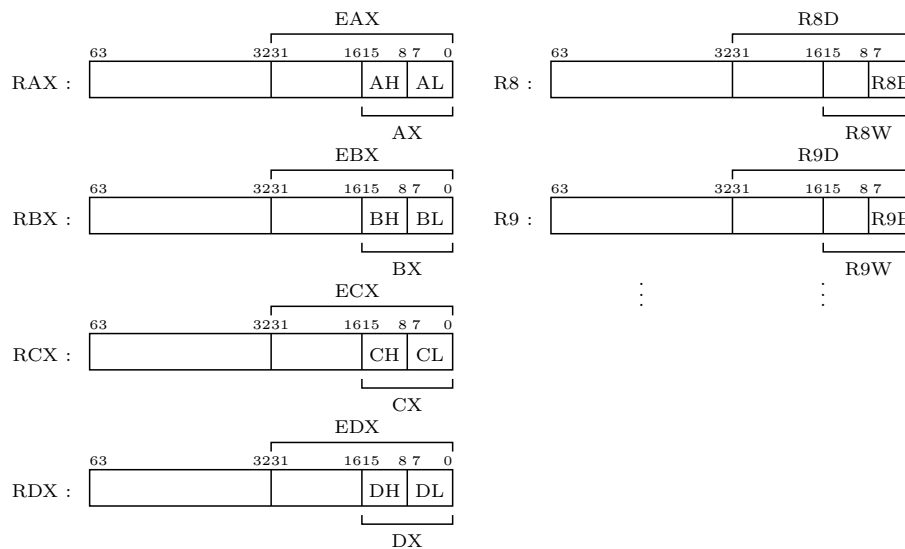 EAX
63 3231 1615 8 7 0
RAX : AH AL
AX
EBX
63 3231 1615 8 7 0
RBX : BH BL
BX
ECX
63 3231 1615 8 7 0
RCX : CH CL
CX
EDX
63 3231 1615 8 7 0
RDX : DH DL
DX
R8D
63 3231 1615 8 7
R8 :
R8W
R9D
63 3231 1615 8 7
R9 :
R9W